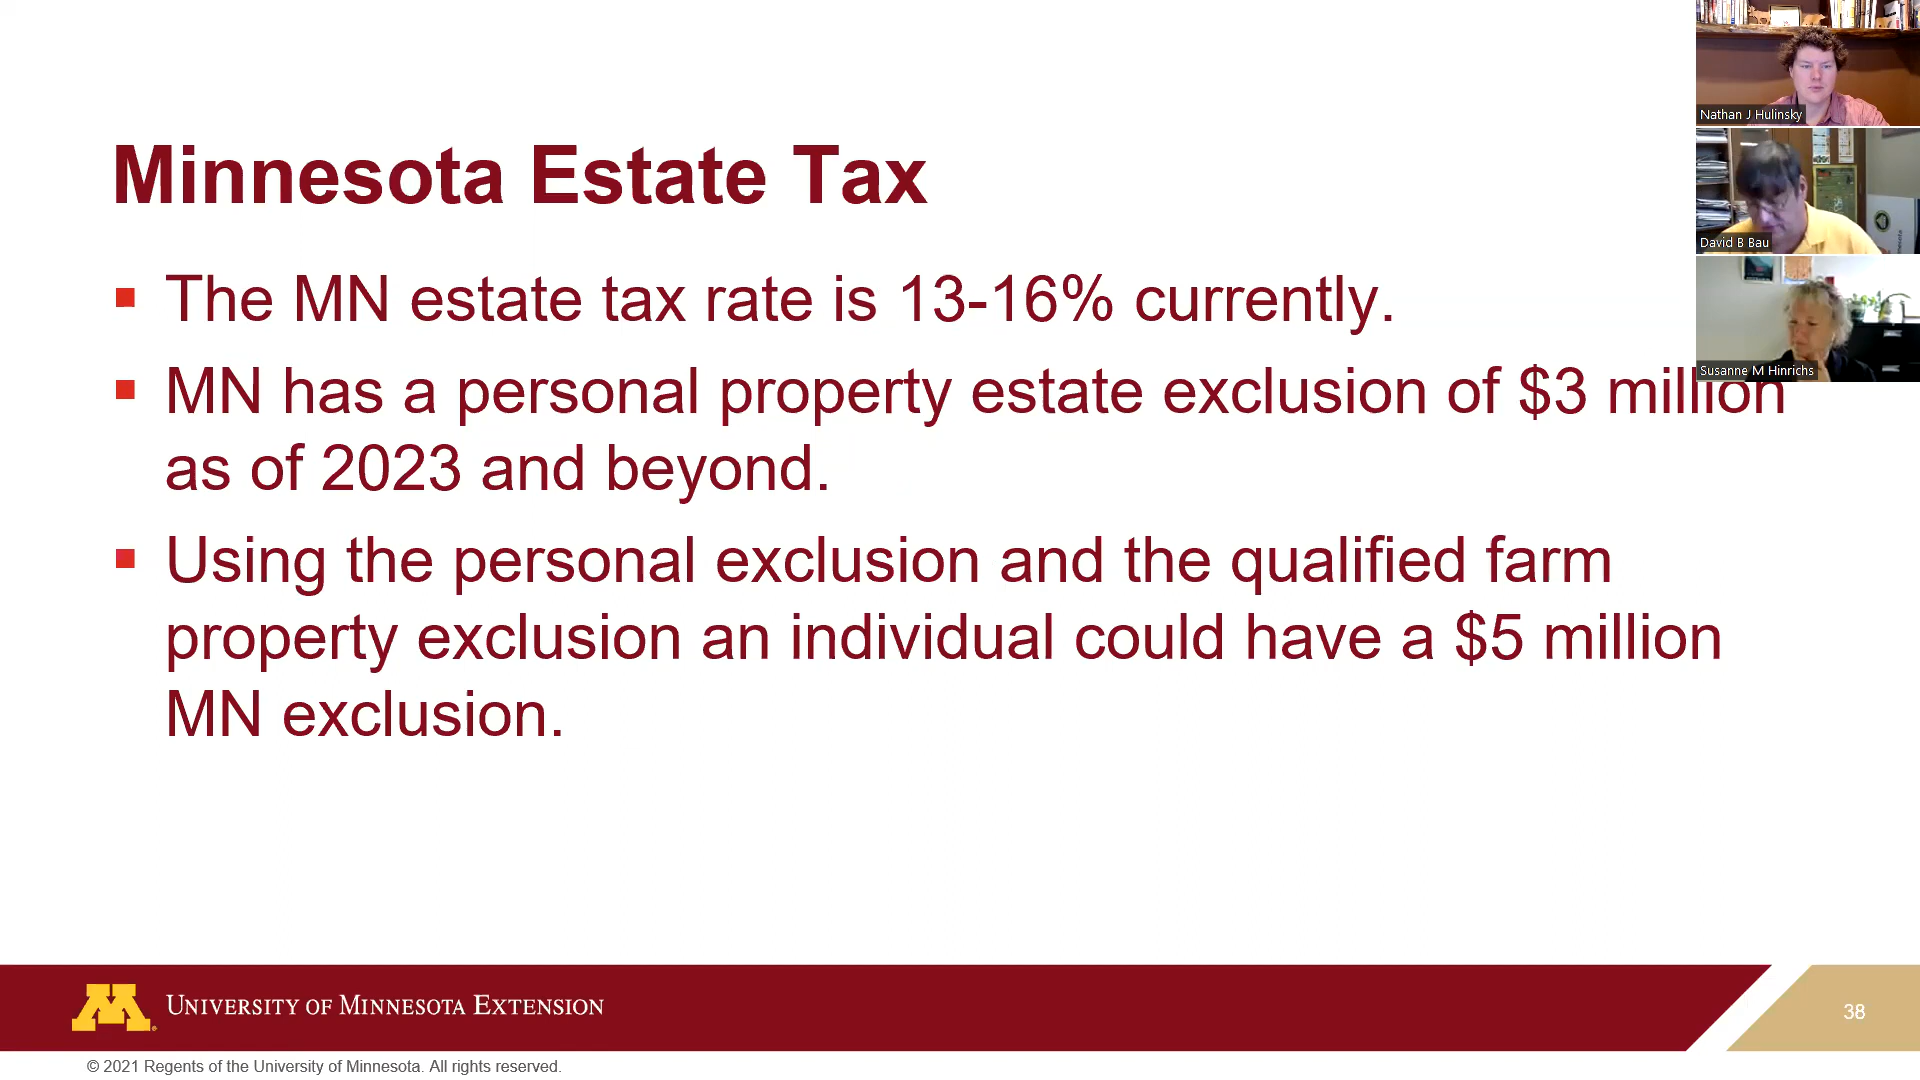 Nathan J Hulinsky
David B Bau
Susanne M Hinrichs
Minnesota Estate Tax
The MN estate tax rate is 13-16% currently.
MN has a personal property estate exclusion of $3 million
as of 2023 and beyond.
Using the personal exclusion and the qualified farm
property exclusion an individual could have a $5 million
MN exclusion.
UNIVERSITY OF MINNESOTA EXTENSION
38
© 2021 Regents of the University of Minnesota. All rights reserved.